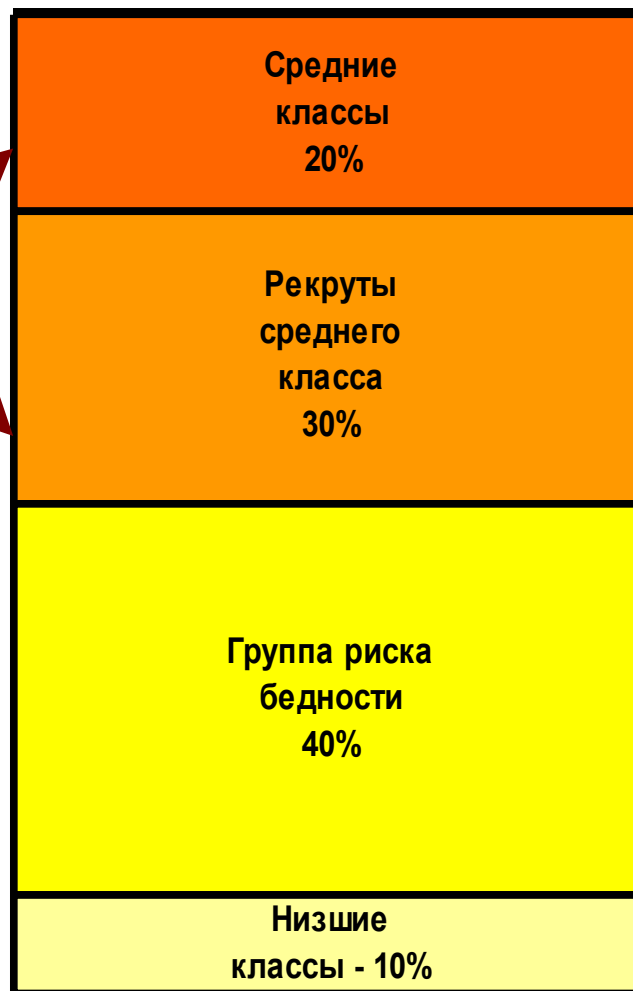 Средние
классы
20%
Рекруты
среднего
класса
30%
Группа риска
бедности
40%
Низшие
классы - 10%